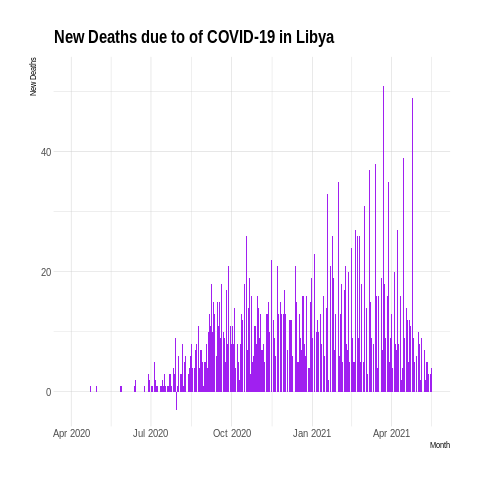 New Deaths due to of COVID-19 in Libya
New Deaths
40
20
0
Apr 2020 Jul 2020 Oct 2020 Jan 2021 Apr 2021
Month